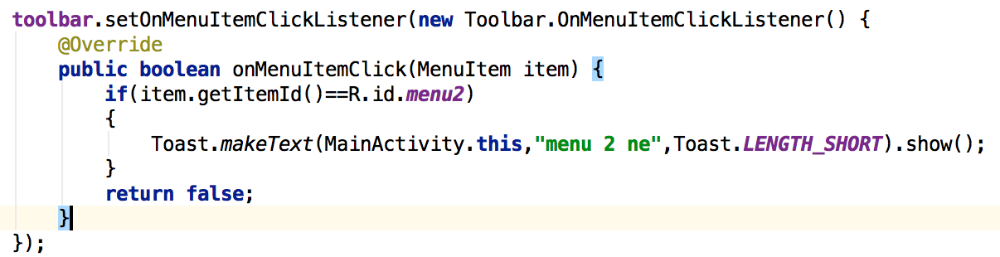 toolbar.setOnMenuItemClickListener(new Toolbar.OnMenuItemClickListener() {
    @Override
    public boolean onMenuItemClick(MenuItem item) {
        if(item.getItemId()==R.id.menu2)
        {
            Toast.makeText(MainActivity.this,"menu 2 ne",Toast.LENGTH_SHORT).show();
        }
        return false;
    }
});